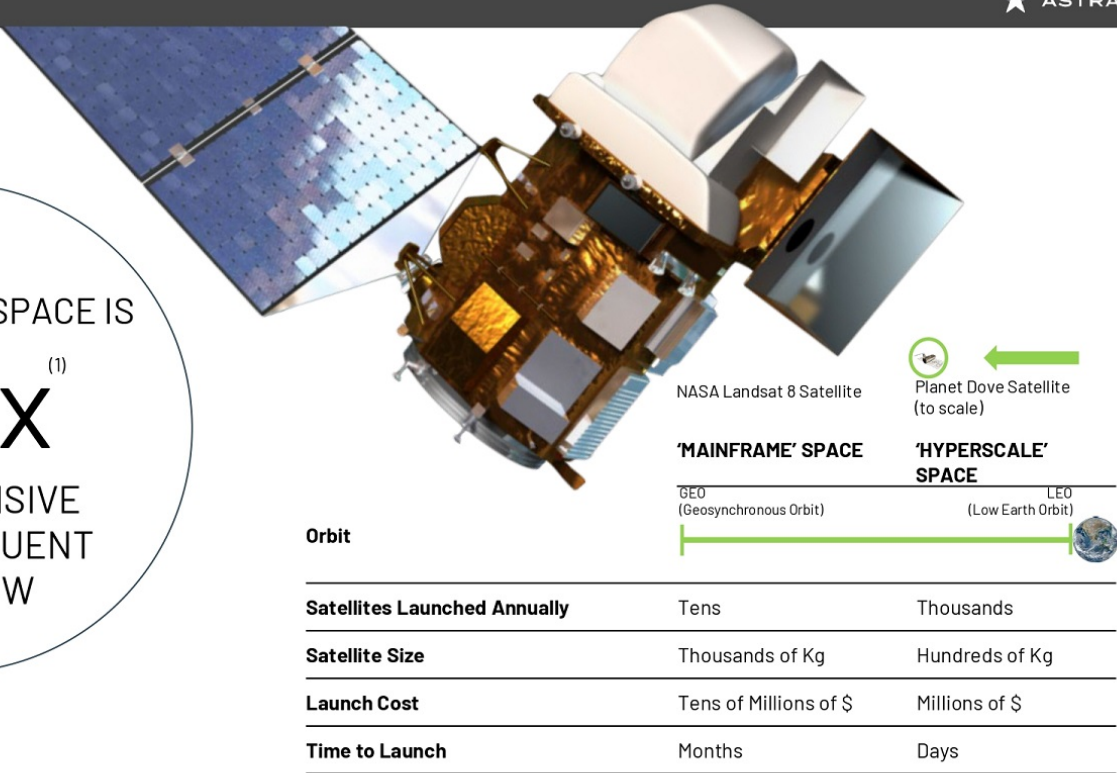 ASTRA
SPACE IS
(1)
X
UENT
W
NASA Landsat 8 Satellite
Planet Dove Satellite
(to scale)
'MAINFRAME' SPACE
'HYPERSCALE'
SPACE
GEO
(Geosynchronous Orbit)
LEO
(Low Earth Orbit)
Orbit
Satellites Launched Annually Tens Thousands
Satellite Size Thousands of Kg Hundreds of Kg
Launch Cost Tens of Millions of $ Millions of $
Time to Launch Months Days